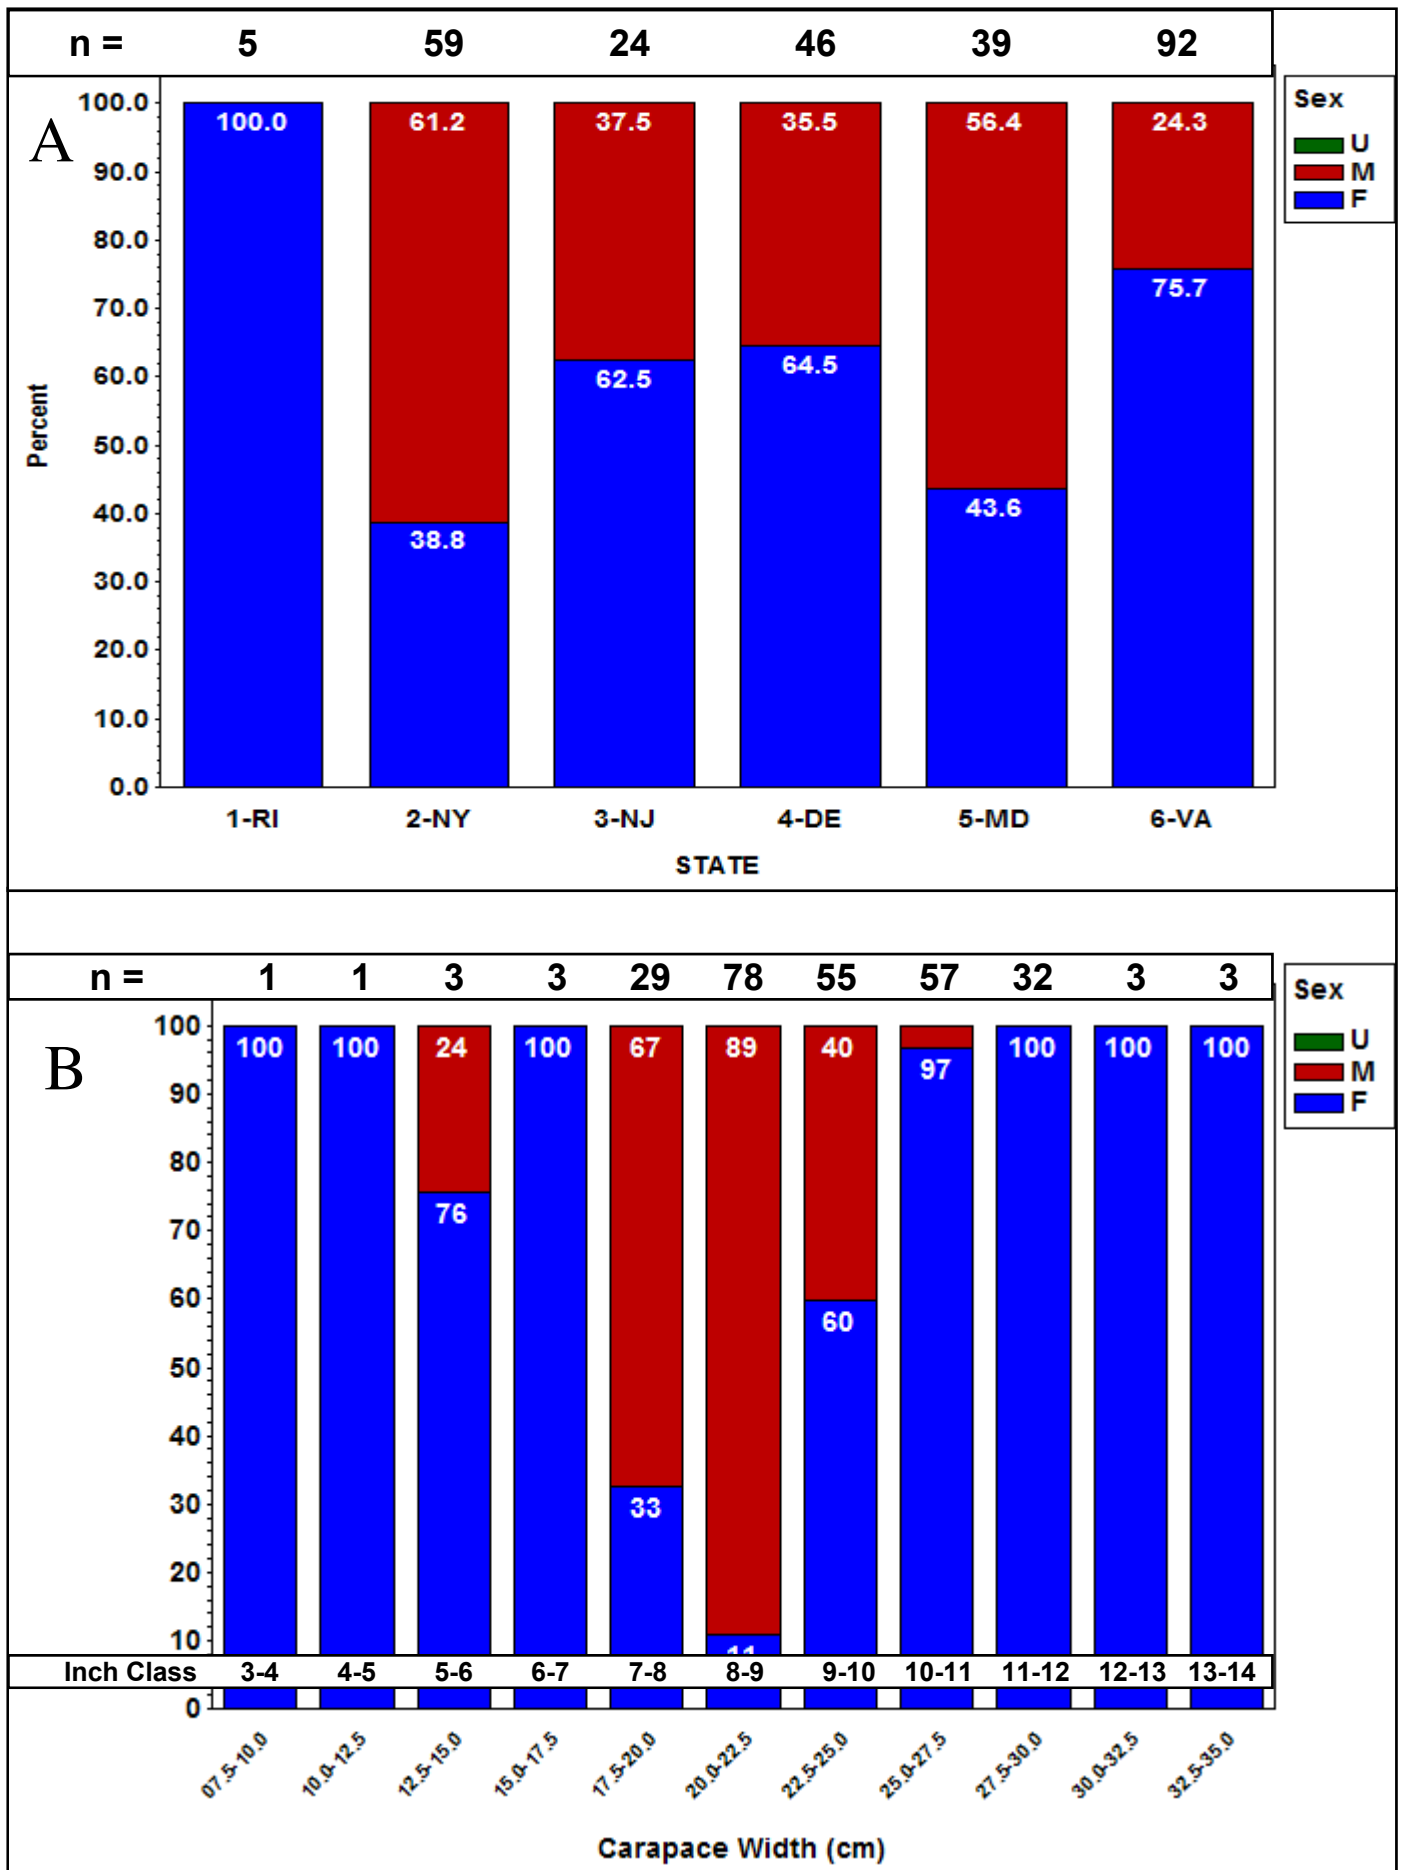 n = 5 59 24 46 39 92
A
Sex
U
M
F
Percent
100.0
90.0
80.0
70.0
60.0
50.0
40.0
30.0
20.0
10.0
0.0
100.0 61.2 37.5 35.5 56.4 24.3
38.8 62.5 64.5 43.6 75.7
1-RI 2-NY 3-NJ 4-DE 5-MD 6-VA
STATE
n = 1 1 3 3 29 78 55 57 32 3 3
B
Sex
U
M
F
100
90
80
70
60
50
40
30
20
10
0
100 100 24 100 67 89 40 97 100 100 100
76 33 11 60
Inch Class 3-4 4-5 5-6 6-7 7-8 8-9 9-10 10-11 11-12 12-13 13-14
07.5-10.0 10.0-12.5 12.5-15.0 15.0-17.5 17.5-20.0 20.0-22.5 22.5-25.0 25.0-27.5 27.5-30.0 30.0-32.5 32.5-35.0
Carapace Width (cm)